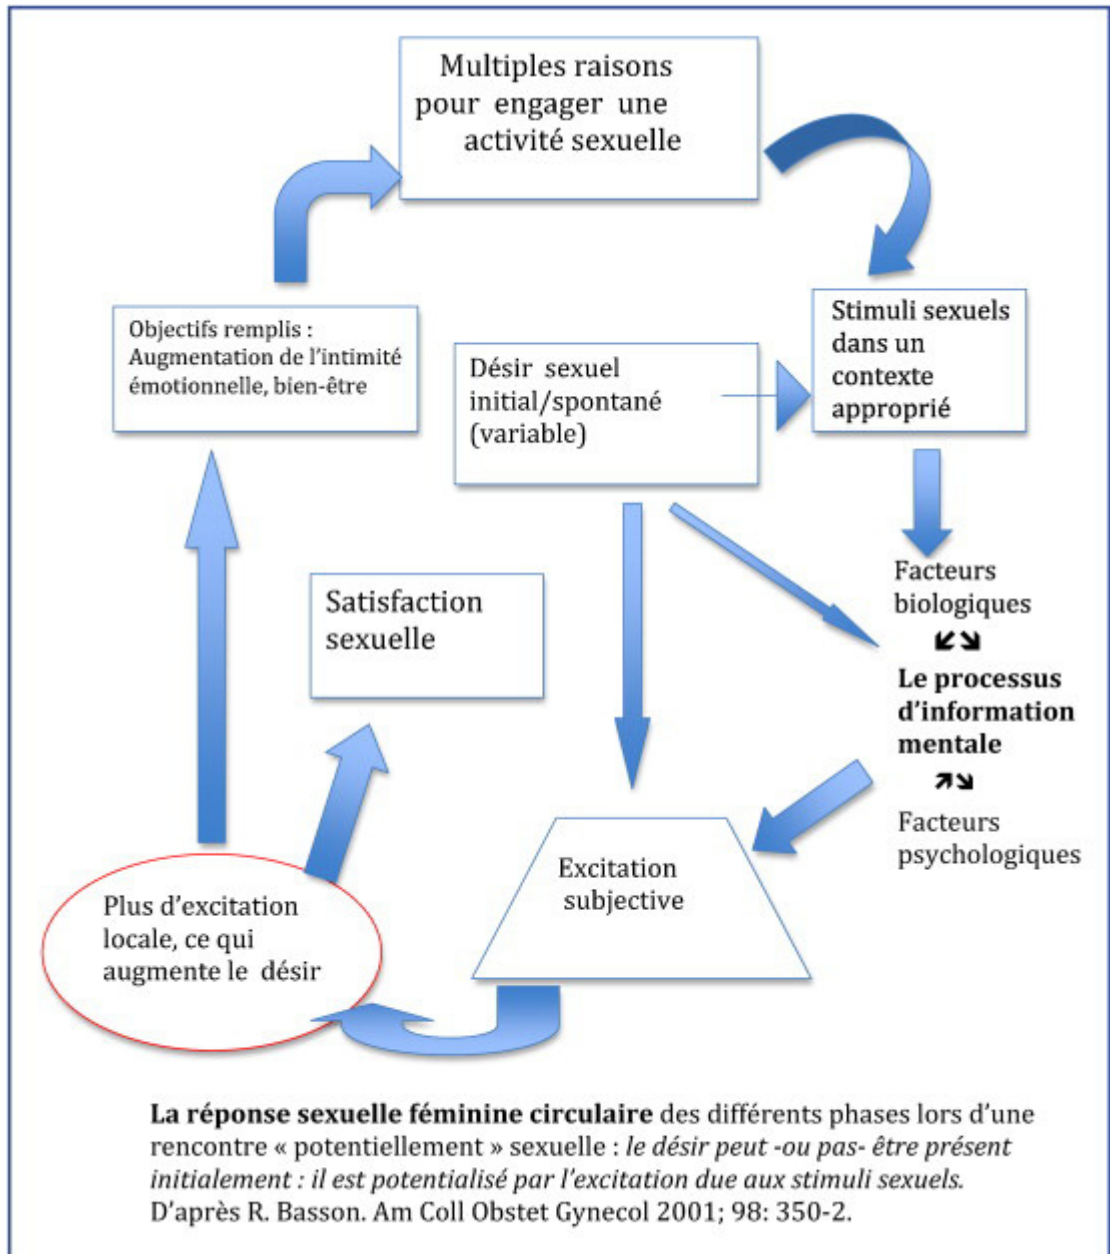 Multiples raisons
pour engager une
activité sexuelle
Objectifs remplis :
Augmentation de l'intimité
émotionnelle, bien-être
Désir sexuel
initial/spontané
(variable)
Stimuli sexuels
dans un
contexte
approprié
Satisfaction
sexuelle
Facteurs
biologiques
Le processus
d'information
mentale
Facteurs
psychologiques
Excitation
subjective
Plus d'excitation
locale, ce qui
augmente le désir
La réponse sexuelle féminine circulaire des différents phases lors d'une
rencontre « potentiellement » sexuelle : le désir peut -ou pas- être présent
initialement : il est potentialisé par l'excitation due aux stimuli sexuels.
D'après R. Basson. Am Coll Obstet Gynecol 2001; 98: 350-2.